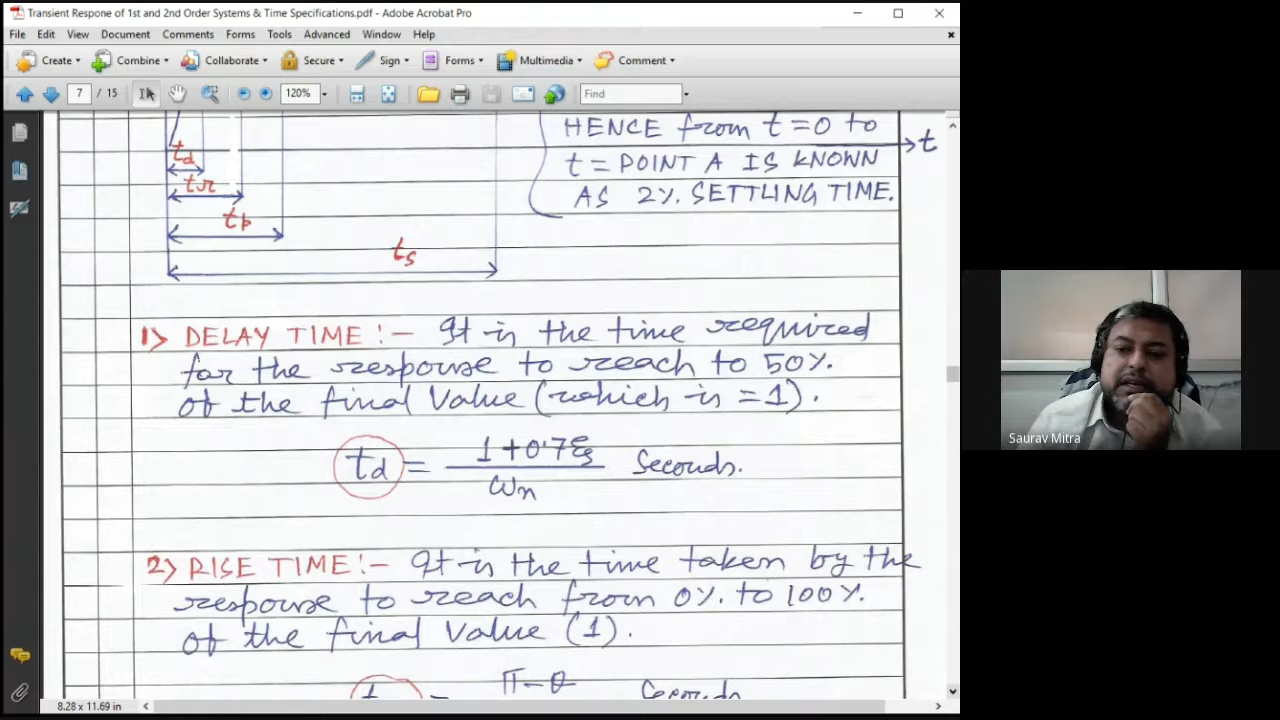 Transient Respone of 1st and 2nd Order Systems & Time Specifications.pdf - Adobe Acrobat Pro
File Edit View Document Comments Forms Tools Advanced Window Help
Create Combine Collaborate Secure Sign Forms Multimedia Comment
7 / 15 120% Find
HENCE from t = 0 to
t
td
t = POINT A IS KNOWN
tr
AS 2%. SETTLING TIME.
tp
ts
1> DELAY TIME :- It is the time required
for the response to reach to 50%.
of the final value (which is = 1).
td = 1 + 0.7ξ / ωn Seconds.
2> RISE TIME :- It is the time taken by the
response to reach from 0%. to 100%.
of the final value (1).
π - θ Seconds
8.28 x 11.69 in
Saurav Mitra